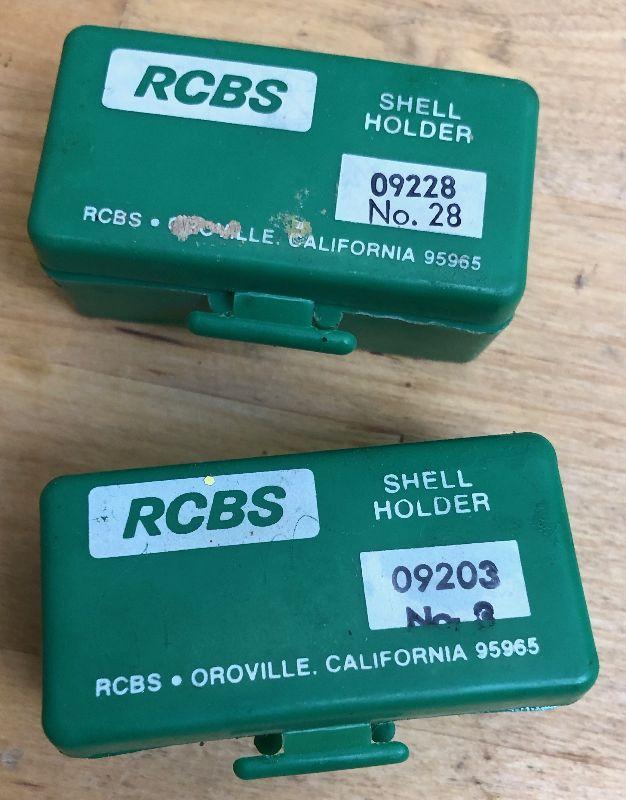 RCBS
SHELL
HOLDER
09228
No. 28
RCBS • OROVILLE, CALIFORNIA 95965
RCBS
SHELL
HOLDER
09203
No. 3
RCBS • OROVILLE, CALIFORNIA 95965